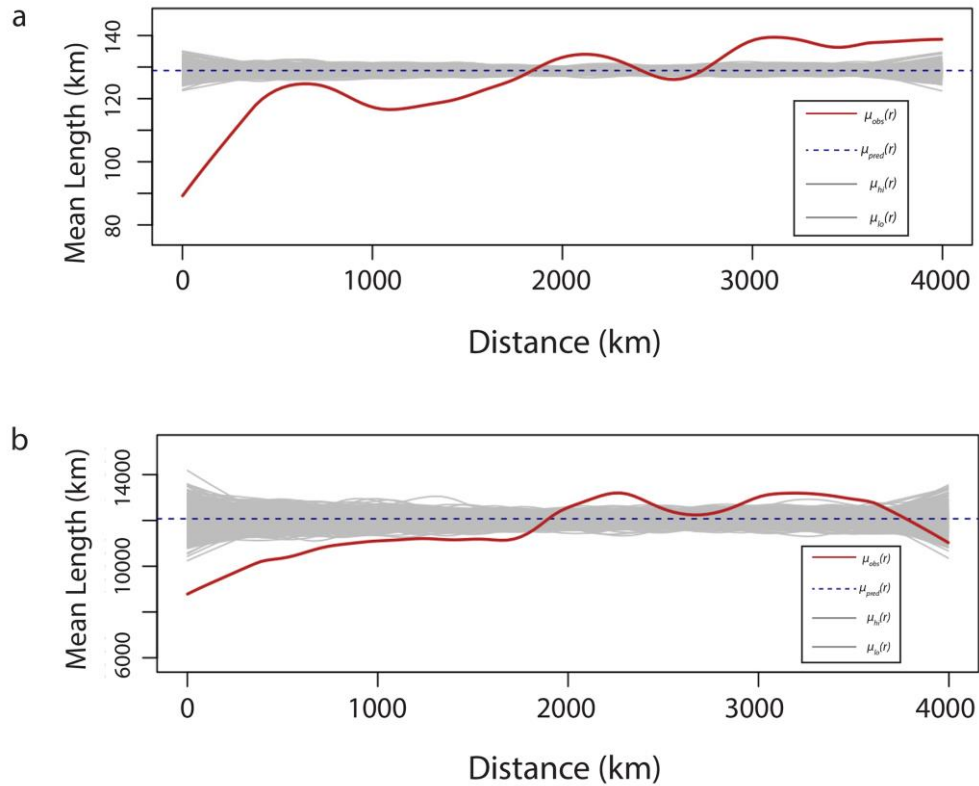 a
Mean Length (km)
140
120
100
80
μobs(r)
μpred(r)
μhi(r)
μlo(r)
0 1000 2000 3000 4000
Distance (km)
b
Mean Length (km)
14000
10000
6000
μobs(r)
μpred(r)
μhi(r)
μlo(r)
0 1000 2000 3000 4000
Distance (km)